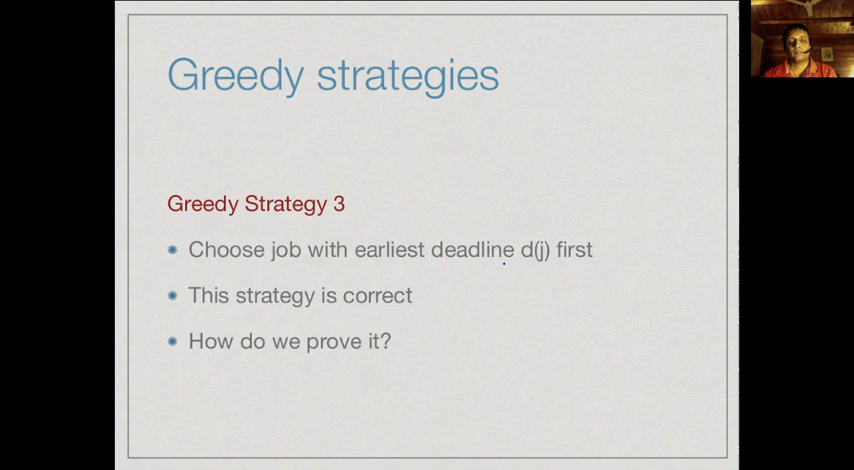 Greedy strategies
Greedy Strategy 3
Choose job with earliest deadline d(j) first
This strategy is correct
How do we prove it?